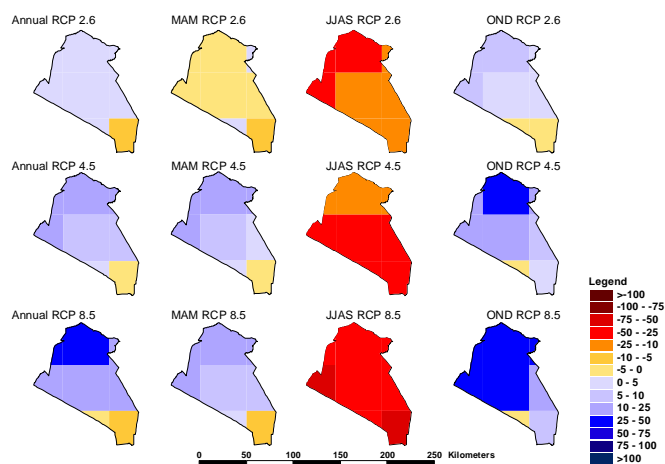 Annual RCP 2.6 MAM RCP 2.6 JJAS RCP 2.6 OND RCP 2.6
Annual RCP 4.5 MAM RCP 4.5 JJAS RCP 4.5 OND RCP 4.5
Annual RCP 8.5 MAM RCP 8.5 JJAS RCP 8.5 OND RCP 8.5
Legend
>-100
-100 - -75
-75 - -50
-50 - -25
-25 - -10
-10 - -5
-5 - 0
0 - 5
5 - 10
10 - 25
25 - 50
50 - 75
75 - 100
>100
0 50 100 150 200 250 Kilometers